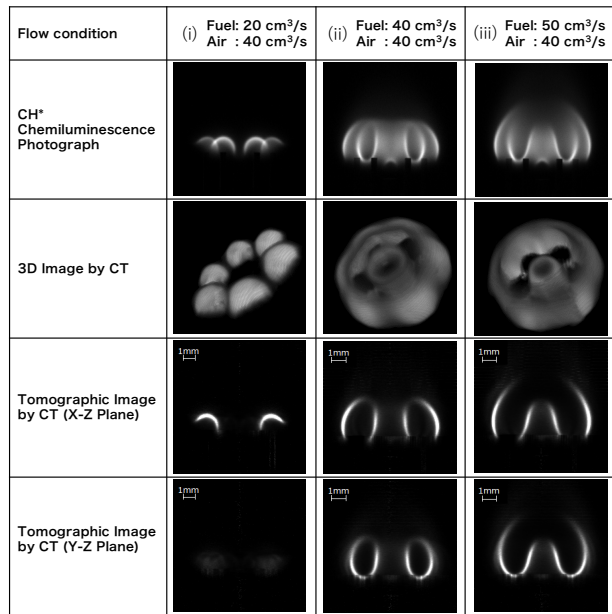 Flow condition
(i) Fuel: 20 cm³/s
Air : 40 cm³/s
(ii) Fuel: 40 cm³/s
Air : 40 cm³/s
(iii) Fuel: 50 cm³/s
Air : 40 cm³/s
CH*
Chemiluminescence
Photograph
3D Image by CT
Tomographic Image
by CT (X-Z Plane)
1mm
1mm
1mm
Tomographic Image
by CT (Y-Z Plane)
1mm
1mm
1mm